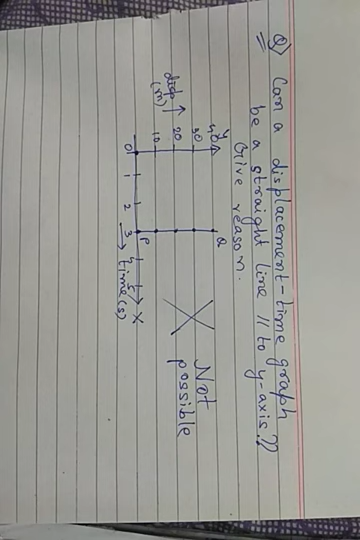 Q) Can a displacement-time graph
be a straight line // to y-axis??
Give reason.
Y
40
30
20
10
disp
(m)
Q
P
O
1 2 3 4 5 X
time(s)
Not
possible